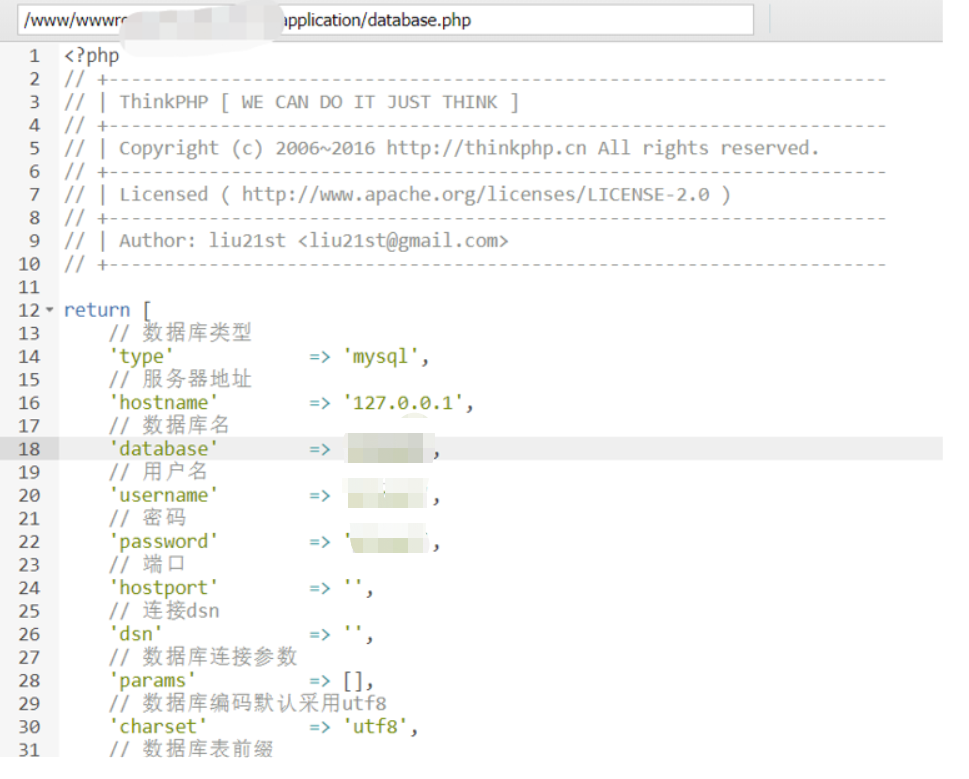 /www/wwwro application/database.php
1 <?php
2 // +----------------------------------------------------------------------
3 // | ThinkPHP [ WE CAN DO IT JUST THINK ]
4 // +----------------------------------------------------------------------
5 // | Copyright (c) 2006~2016 http://thinkphp.cn All rights reserved.
6 // +----------------------------------------------------------------------
7 // | Licensed ( http://www.apache.org/licenses/LICENSE-2.0 )
8 // +----------------------------------------------------------------------
9 // | Author: liu21st <liu21st@gmail.com>
10 // +----------------------------------------------------------------------
11
12 return [
13 // 数据库类型
14 'type' => 'mysql',
15 // 服务器地址
16 'hostname' => '127.0.0.1',
17 // 数据库名
18 'database' => ,
19 // 用户名
20 'username' => ,
21 // 密码
22 'password' => ' ,
23 // 端口
24 'hostport' => '',
25 // 连接dsn
26 'dsn' => '',
27 // 数据库连接参数
28 'params' => [],
29 // 数据库编码默认采用utf8
30 'charset' => 'utf8',
31 // 数据库表前缀